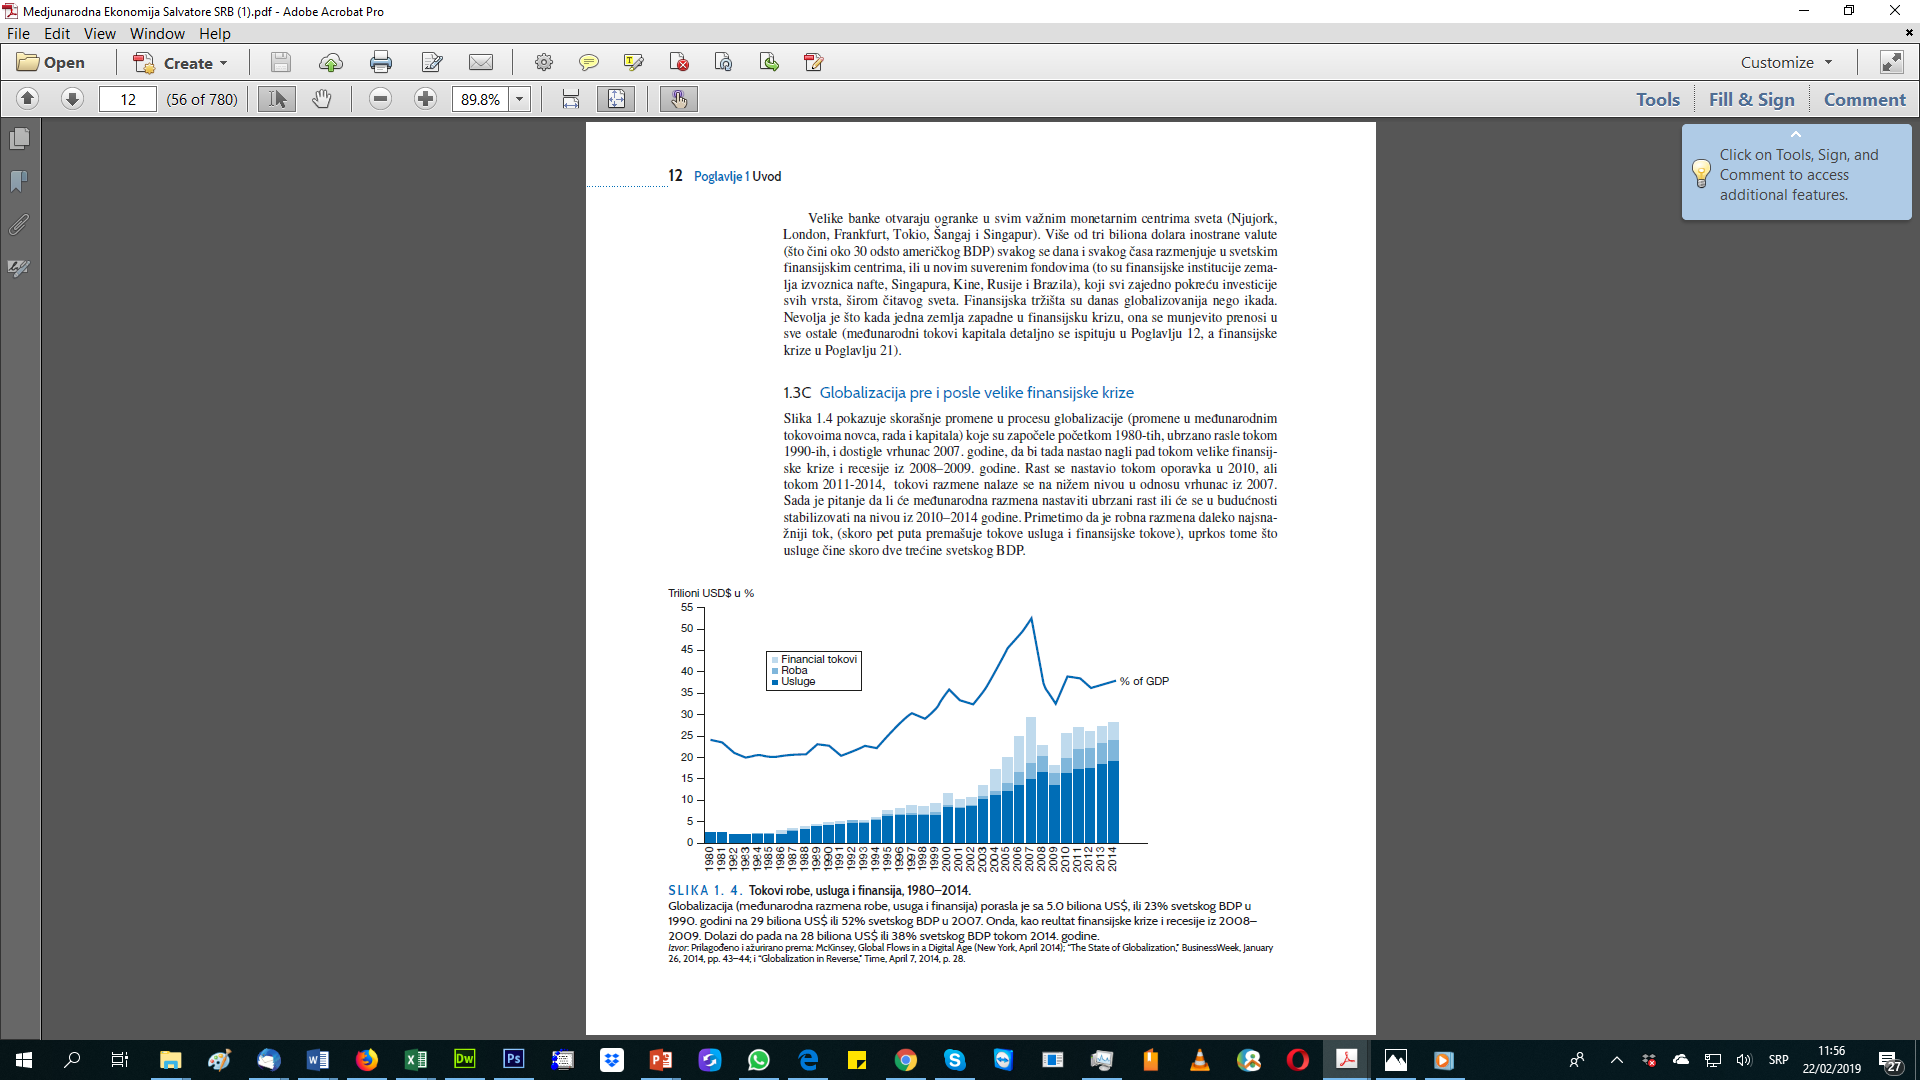 Medjunarodna Ekonomija Salvatore SRB (1).pdf - Adobe Acrobat Pro
File Edit View Window Help
Open Create Customize
12 (56 of 780) 89.8% Tools Fill & Sign Comment
Click on Tools, Sign, and
Comment to access
additional features.
12 Poglavlje 1 Uvod
Velike banke otvaraju ogranke u svim važnim monetarnim centrima sveta (Njujork,
London, Frankfurt, Tokio, Šangaj i Singapur). Više od tri biliona dolara inostrane valute
(što čini oko 30 odsto američkog BDP) svakog se dana i svakog časa razmenjuje u svetskim
finansijskim centrima, ili u novim suverenim fondovima (to su finansijske institucije zema-
lja izvoznica nafte, Singapura, Kine, Rusije i Brazila), koji svi zajedno pokreću investicije
svih vrsta, širom čitavog sveta. Finansijska tržišta su danas globalizovanija nego ikada.
Nevolja je što kada jedna zemlja zapadne u finansijsku krizu, ona se munjevito prenosi u
sve ostale (međunarodni tokovi kapitala detaljno se ispituju u Poglavlju 12, a finansijske
krize u Poglavlju 21).
1.3C Globalizacija pre i posle velike finansijske krize
Slika 1.4 pokazuje skorašnje promene u procesu globalizacije (promene u međunarodnim
tokovoima novca, rada i kapitala) koje su započele početkom 1980-tih, ubrzano rasle tokom
1990-ih, i dostigle vrhunac 2007. godine, da bi tada nastao nagli pad tokom velike finansij-
ske krize i recesije iz 2008–2009. godine. Rast se nastavio tokom oporavka u 2010, ali
tokom 2011-2014, tokovi razmene nalaze se na nižem nivou u odnosu vrhunac iz 2007.
Sada je pitanje da li će međunarodna razmena nastaviti ubrzani rast ili će se u budućnosti
stabilizovati na nivou iz 2010–2014 godine. Primetimo da je robna razmena daleko najsna-
žniji tok, (skoro pet puta premašuje tokove usluga i finansijske tokove), uprkos tome što
usluge čine skoro dve trećine svetskog BDP.
Trilioni USD$ u %
55
50
45
40
35
30
25
20
15
10
5
0
Financial tokovi
Roba
Usluge
% of GDP
1980 1981 1982 1983 1984 1985 1986 1987 1988 1989 1990 1991 1992 1993 1994 1995 1996 1997 1998 1999 2000 2001 2002 2003 2004 2005 2006 2007 2008 2009 2010 2011 2012 2013 2014
SLIKA 1. 4. Tokovi robe, usluga i finansija, 1980–2014.
Globalizacija (međunarodna razmena robe, usuga i finansija) porasla je sa 5.0 biliona US$, ili 23% svetskog BDP u
1990. godini na 29 biliona US$ ili 52% svetskog BDP u 2007. Onda, kao reultat finansijske krize i recesije iz 2008–
2009. Dolazi do pada na 28 biliona US$ ili 38% svetskog BDP tokom 2014. godine.
Izvor: Prilagođeno i ažurirano prema: McKinsey, Global Flows in a Digital Age (New York, April 2014); "The State of Globalization," BusinessWeek, January
26, 2014, pp. 43–44; i "Globalization in Reverse," Time, April 7, 2014, p. 28.
Dw Ps SRP 11:56
22/02/2019 27